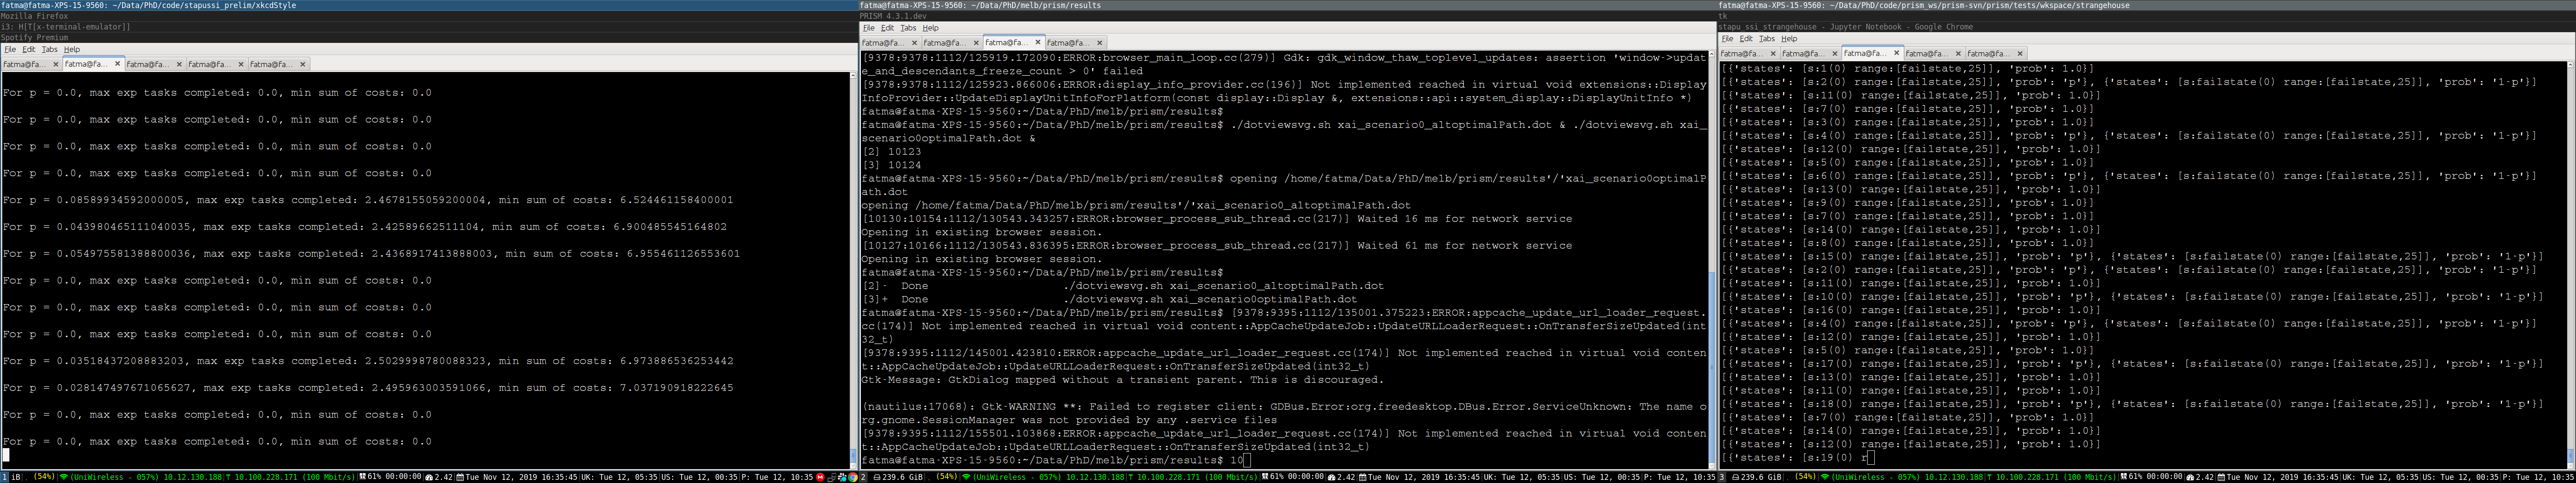 fatma@fatma-XPS-15-9560: ~/Data/PhD/code/stapussi_prelim/xkcdStyle
Mozilla Firefox
i3: H[T[x-terminal-emulator]]
Spotify Premium
File Edit Tabs Help
fatma@fa... × fatma@fa... × fatma@fa... × fatma@fa... × fatma@fa... ×
For p = 0.0, max exp tasks completed: 0.0, min sum of costs: 0.0
For p = 0.0, max exp tasks completed: 0.0, min sum of costs: 0.0
For p = 0.0, max exp tasks completed: 0.0, min sum of costs: 0.0
For p = 0.0, max exp tasks completed: 0.0, min sum of costs: 0.0
For p = 0.08589934592000005, max exp tasks completed: 2.4678155059200004, min sum of costs: 6.524461158400001
For p = 0.043980465111040035, max exp tasks completed: 2.42589662511104, min sum of costs: 6.900485545164802
For p = 0.054975581388800036, max exp tasks completed: 2.4368917413888003, min sum of costs: 6.955461126553601
For p = 0.0, max exp tasks completed: 0.0, min sum of costs: 0.0
For p = 0.0, max exp tasks completed: 0.0, min sum of costs: 0.0
For p = 0.0, max exp tasks completed: 0.0, min sum of costs: 0.0
For p = 0.03518437208883203, max exp tasks completed: 2.5029998780088323, min sum of costs: 6.973886536253442
For p = 0.028147497671065627, max exp tasks completed: 2.495963003591066, min sum of costs: 7.037190918222645
For p = 0.0, max exp tasks completed: 0.0, min sum of costs: 0.0
For p = 0.0, max exp tasks completed: 0.0, min sum of costs: 0.0
1 iB (54%) (UniWireless - 057%) 10.12.130.188 T 10.100.228.171 (100 Mbit/s) 61% 00:00:00 2.42 Tue Nov 12, 2019 16:35:45 UK: Tue 12, 05:35 US: Tue 12, 00:35 P: Tue 12, 10:35
fatma@fatma-XPS-15-9560: ~/Data/PhD/melb/prism/results
PRISM 4.3.1.dev
File Edit Tabs Help
fatma@fa... × fatma@fa... × fatma@fa... × fatma@fa... ×
[9378:9378:1112/125919.172090:ERROR:browser_main_loop.cc(279)] Gdk: gdk_window_thaw_toplevel_updates: assertion 'window->updat
e_and_descendants_freeze_count > 0' failed
[9378:9378:1112/125923.866006:ERROR:display_info_provider.cc(196)] Not implemented reached in virtual void extensions::Display
InfoProvider::UpdateDisplayUnitInfoForPlatform(const display::Display &, extensions::api::system_display::DisplayUnitInfo *)
fatma@fatma-XPS-15-9560:~/Data/PhD/melb/prism/results$
fatma@fatma-XPS-15-9560:~/Data/PhD/melb/prism/results$ ./dotviewsvg.sh xai_scenario0_altoptimalPath.dot & ./dotviewsvg.sh xai_
scenario0optimalPath.dot &
[2] 10123
[3] 10124
fatma@fatma-XPS-15-9560:~/Data/PhD/melb/prism/results$ opening /home/fatma/Data/PhD/melb/prism/results'/'xai_scenario0optimalP
ath.dot
opening /home/fatma/Data/PhD/melb/prism/results'/'xai_scenario0_altoptimalPath.dot
[10130:10154:1112/130543.343257:ERROR:browser_process_sub_thread.cc(217)] Waited 16 ms for network service
Opening in existing browser session.
[10127:10166:1112/130543.836395:ERROR:browser_process_sub_thread.cc(217)] Waited 61 ms for network service
Opening in existing browser session.
fatma@fatma-XPS-15-9560:~/Data/PhD/melb/prism/results$
[2]- Done ./dotviewsvg.sh xai_scenario0_altoptimalPath.dot
[3]+ Done ./dotviewsvg.sh xai_scenario0optimalPath.dot
fatma@fatma-XPS-15-9560:~/Data/PhD/melb/prism/results$ [9378:9395:1112/135001.375223:ERROR:appcache_update_url_loader_request.
cc(174)] Not implemented reached in virtual void content::AppCacheUpdateJob::UpdateURLLoaderRequest::OnTransferSizeUpdated(int
32_t)
[9378:9395:1112/145001.423810:ERROR:appcache_update_url_loader_request.cc(174)] Not implemented reached in virtual void conten
t::AppCacheUpdateJob::UpdateURLLoaderRequest::OnTransferSizeUpdated(int32_t)
Gtk-Message: GtkDialog mapped without a transient parent. This is discouraged.
(nautilus:17068): Gtk-WARNING **: Failed to register client: GDBus.Error:org.freedesktop.DBus.Error.ServiceUnknown: The name o
rg.gnome.SessionManager was not provided by any .service files
[9378:9395:1112/155501.103868:ERROR:appcache_update_url_loader_request.cc(174)] Not implemented reached in virtual void conten
t::AppCacheUpdateJob::UpdateURLLoaderRequest::OnTransferSizeUpdated(int32_t)
fatma@fatma-XPS-15-9560:~/Data/PhD/melb/prism/results$ 10
2 239.6 GiB (54%) (UniWireless - 057%) 10.12.130.188 T 10.100.228.171 (100 Mbit/s) 61% 00:00:00 2.42 Tue Nov 12, 2019 16:35:45 UK: Tue 12, 05:35 US: Tue 12, 00:35 P: Tue 12, 10:35
fatma@fatma-XPS-15-9560: ~/Data/PhD/code/prism_ws/prism-svn/prism/tests/wkspace/strangehouse
tk
stapu_ssi_strangehouse - Jupyter Notebook - Google Chrome
File Edit Tabs Help
fatma@fa... × fatma@fa... × fatma@fa... × fatma@fa... × fatma@fa... ×
[{'states': [s:1(0) range:[failstate,25]], 'prob': 1.0}]
[{'states': [s:2(0) range:[failstate,25]], 'prob': 'p'}, {'states': [s:failstate(0) range:[failstate,25]], 'prob': '1-p'}]
[{'states': [s:11(0) range:[failstate,25]], 'prob': 1.0}]
[{'states': [s:7(0) range:[failstate,25]], 'prob': 1.0}]
[{'states': [s:3(0) range:[failstate,25]], 'prob': 1.0}]
[{'states': [s:4(0) range:[failstate,25]], 'prob': 'p'}, {'states': [s:failstate(0) range:[failstate,25]], 'prob': '1-p'}]
[{'states': [s:12(0) range:[failstate,25]], 'prob': 1.0}]
[{'states': [s:5(0) range:[failstate,25]], 'prob': 1.0}]
[{'states': [s:6(0) range:[failstate,25]], 'prob': 'p'}, {'states': [s:failstate(0) range:[failstate,25]], 'prob': '1-p'}]
[{'states': [s:13(0) range:[failstate,25]], 'prob': 1.0}]
[{'states': [s:9(0) range:[failstate,25]], 'prob': 1.0}]
[{'states': [s:7(0) range:[failstate,25]], 'prob': 1.0}]
[{'states': [s:14(0) range:[failstate,25]], 'prob': 1.0}]
[{'states': [s:8(0) range:[failstate,25]], 'prob': 1.0}]
[{'states': [s:15(0) range:[failstate,25]], 'prob': 'p'}, {'states': [s:failstate(0) range:[failstate,25]], 'prob': '1-p'}]
[{'states': [s:2(0) range:[failstate,25]], 'prob': 'p'}, {'states': [s:failstate(0) range:[failstate,25]], 'prob': '1-p'}]
[{'states': [s:11(0) range:[failstate,25]], 'prob': 1.0}]
[{'states': [s:10(0) range:[failstate,25]], 'prob': 'p'}, {'states': [s:failstate(0) range:[failstate,25]], 'prob': '1-p'}]
[{'states': [s:16(0) range:[failstate,25]], 'prob': 1.0}]
[{'states': [s:4(0) range:[failstate,25]], 'prob': 'p'}, {'states': [s:failstate(0) range:[failstate,25]], 'prob': '1-p'}]
[{'states': [s:12(0) range:[failstate,25]], 'prob': 1.0}]
[{'states': [s:5(0) range:[failstate,25]], 'prob': 1.0}]
[{'states': [s:17(0) range:[failstate,25]], 'prob': 'p'}, {'states': [s:failstate(0) range:[failstate,25]], 'prob': '1-p'}]
[{'states': [s:13(0) range:[failstate,25]], 'prob': 1.0}]
[{'states': [s:11(0) range:[failstate,25]], 'prob': 1.0}]
[{'states': [s:18(0) range:[failstate,25]], 'prob': 'p'}, {'states': [s:failstate(0) range:[failstate,25]], 'prob': '1-p'}]
[{'states': [s:7(0) range:[failstate,25]], 'prob': 1.0}]
[{'states': [s:14(0) range:[failstate,25]], 'prob': 1.0}]
[{'states': [s:12(0) range:[failstate,25]], 'prob': 1.0}]
[{'states': [s:19(0) r
3 239.6 GiB (54%) (UniWireless - 057%) 10.12.130.188 T 10.100.228.171 (100 Mbit/s) 61% 00:00:00 2.42 Tue Nov 12, 2019 16:35:45 UK: Tue 12, 05:35 US: Tue 12, 00:35 P: Tue 12, 10:35